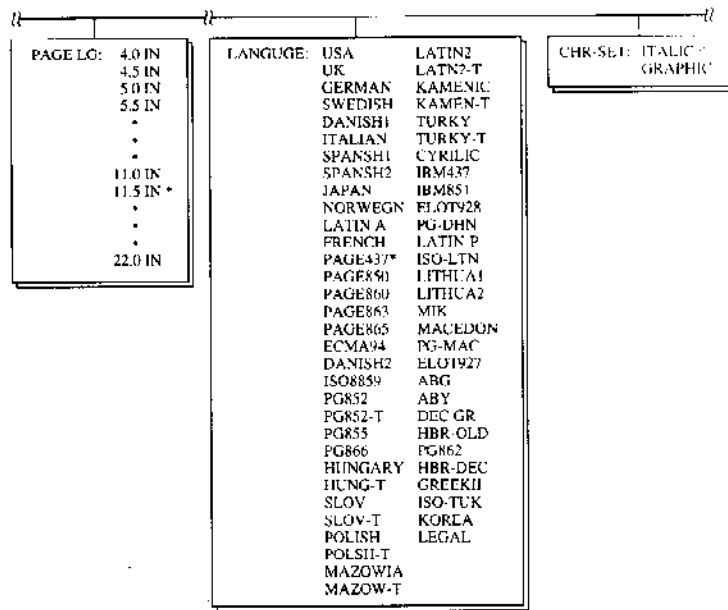 PAGE LG: 4.0 IN
4.5 IN
5.0 IN
5.5 IN
*
*
*
11.0 IN
11.5 IN *
*
*
*
22.0 IN
LANGUGE: USA LATIN2
UK LATN2-T
GERMAN KAMENIC
SWEDISH KAMEN-T
DANISH1 TURKY
ITALIAN TURKY-T
SPANSH1 CYRILIC
SPANSH2 IBM437
JAPAN IBM851
NORWEGN ELOT928
LATIN A PG-DHN
FRENCH LATIN P
PAGE437* ISO-LTN
PAGE850 LITHUA1
PAGE860 LITHUA2
PAGE863 MIK
PAGE865 MACEDON
ECMA94 PG-MAC
DANISH2 ELOT927
ISO8859 ABG
PG852 ABY
PG852-T DEC GR
PG855 HBR-OLD
PG866 PG862
HUNGARY HBR-DEC
HUNG-T GREEKII
SLOV ISO-TUK
SLOV-T KOREA
POLISH LEGAL
POLSH-T
MAZOWIA
MAZOW-T
CHR-SET: ITALIC
GRAPHIC